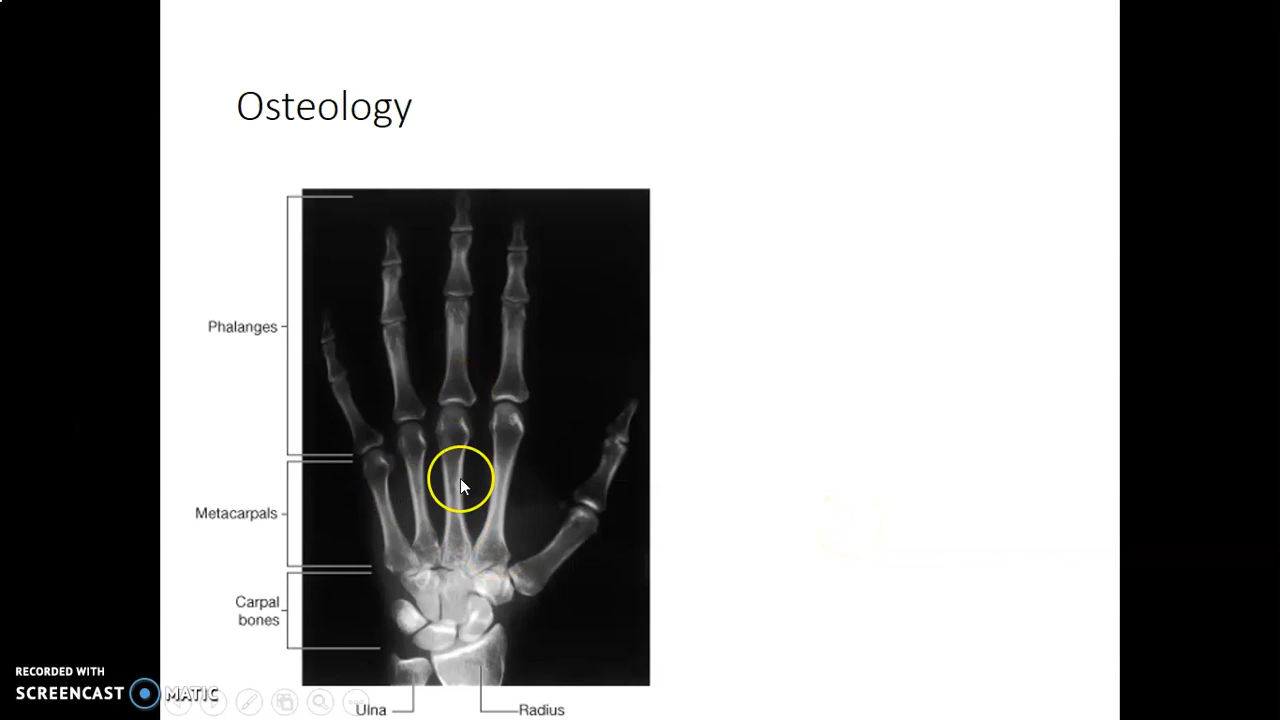 Osteology
Phalanges
Metacarpals
Carpal
bones
Ulna
Radius
RECORDED WITH
SCREENCAST MATIC